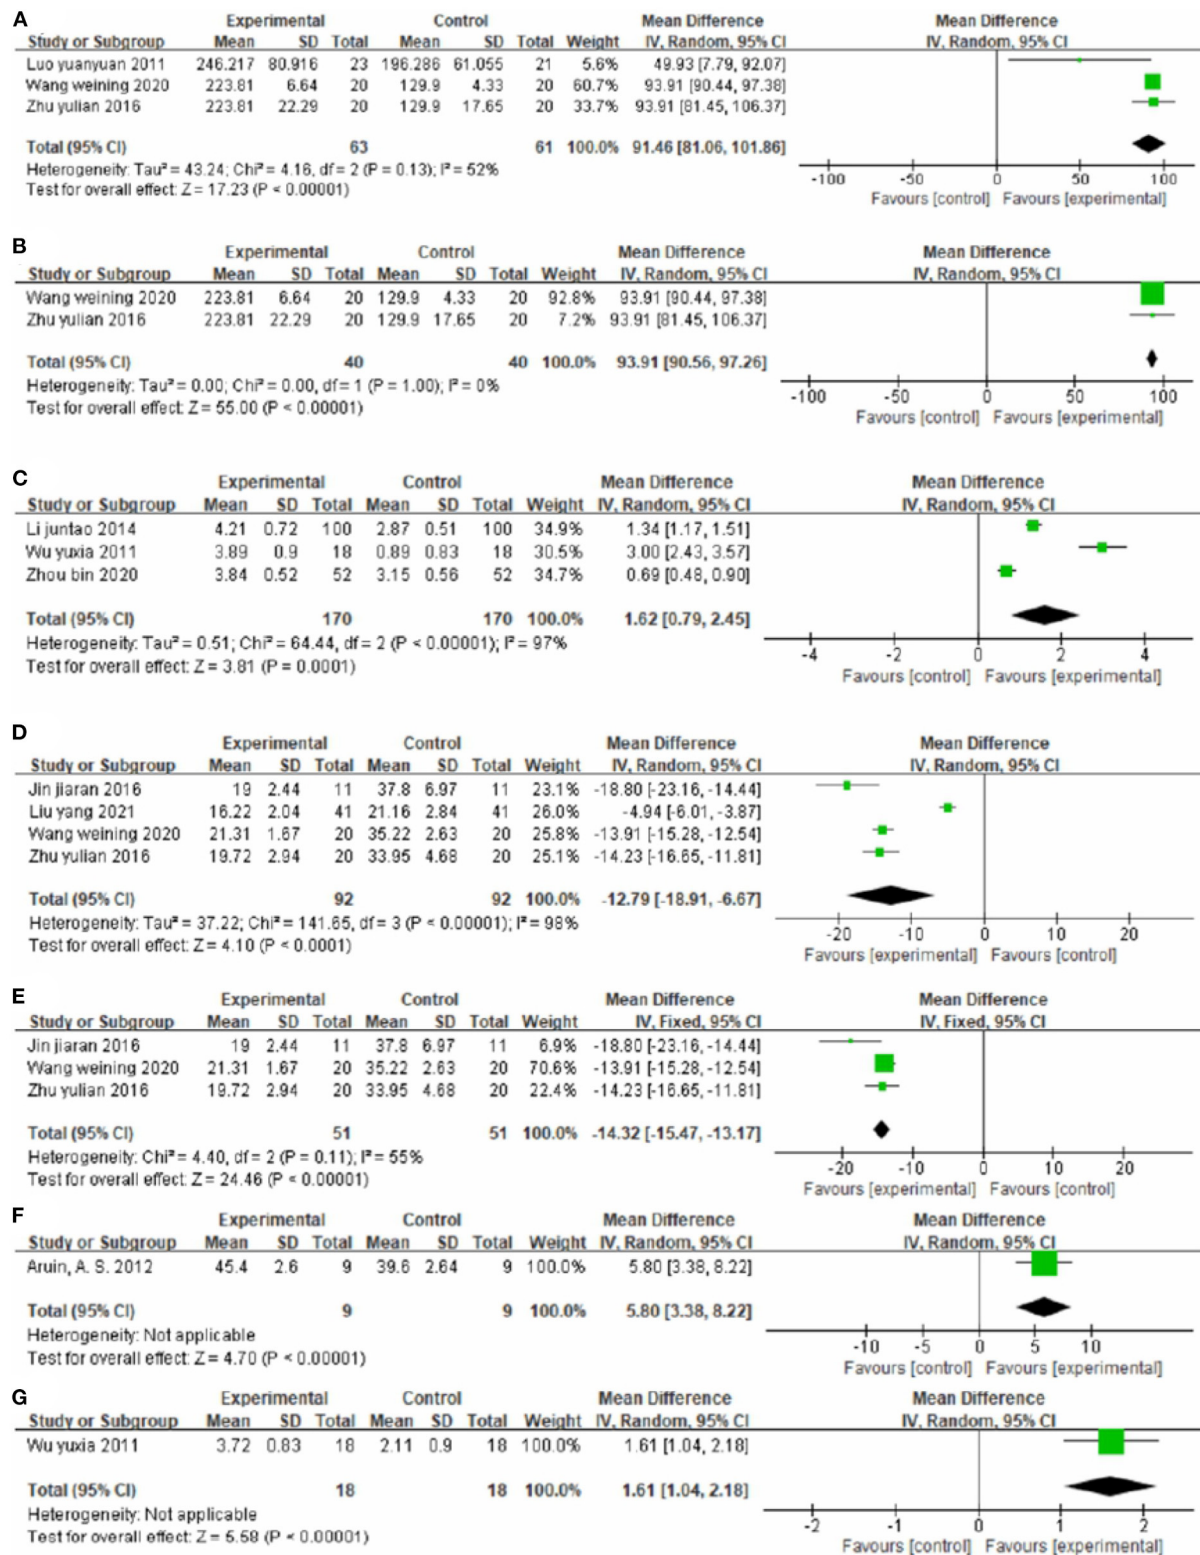 A
Experimental Control Mean Difference Mean Difference
Study or Subgroup Mean SD Total Mean SD Total Weight IV, Random, 95% CI IV, Random, 95% CI
Luo yuanyuan 2011 246.217 80.916 23 196.286 61.055 21 5.6% 49.93 [7.79, 92.07]
Wang weining 2020 223.81 6.64 20 129.9 4.33 20 60.7% 93.91 [90.44, 97.38]
Zhu yulian 2016 223.81 22.29 20 129.9 17.65 20 33.7% 93.91 [81.45, 106.37]
Total (95% CI) 63 61 100.0% 91.46 [81.06, 101.86]
Heterogeneity: Tau² = 43.24; Chi² = 4.16, df = 2 (P = 0.13); I² = 52%
Test for overall effect: Z = 17.23 (P < 0.00001)
-100 -50 0 50 100
Favours [control] Favours [experimental]
B
Experimental Control Mean Difference Mean Difference
Study or Subgroup Mean SD Total Mean SD Total Weight IV, Random, 95% CI IV, Random, 95% CI
Wang weining 2020 223.81 6.64 20 129.9 4.33 20 92.8% 93.91 [90.44, 97.38]
Zhu yulian 2016 223.81 22.29 20 129.9 17.65 20 7.2% 93.91 [81.45, 106.37]
Total (95% CI) 40 40 100.0% 93.91 [90.56, 97.26]
Heterogeneity: Tau² = 0.00; Chi² = 0.00, df = 1 (P = 1.00); I² = 0%
Test for overall effect: Z = 55.00 (P < 0.00001)
-100 -50 0 50 100
Favours [control] Favours [experimental]
C
Experimental Control Mean Difference Mean Difference
Study or Subgroup Mean SD Total Mean SD Total Weight IV, Random, 95% CI IV, Random, 95% CI
Li juntao 2014 4.21 0.72 100 2.87 0.51 100 34.9% 1.34 [1.17, 1.51]
Wu yuxia 2011 3.89 0.9 18 0.89 0.83 18 30.5% 3.00 [2.43, 3.57]
Zhou bin 2020 3.84 0.52 52 3.15 0.56 52 34.7% 0.69 [0.48, 0.90]
Total (95% CI) 170 170 100.0% 1.62 [0.79, 2.45]
Heterogeneity: Tau² = 0.51; Chi² = 64.44, df = 2 (P < 0.00001); I² = 97%
Test for overall effect: Z = 3.81 (P = 0.0001)
-4 -2 0 2 4
Favours [control] Favours [experimental]
D
Experimental Control Mean Difference Mean Difference
Study or Subgroup Mean SD Total Mean SD Total Weight IV, Random, 95% CI IV, Random, 95% CI
Jin jiaran 2016 19 2.44 11 37.8 6.97 11 23.1% -18.80 [-23.16, -14.44]
Liu yang 2021 16.22 2.04 41 21.16 2.84 41 26.0% -4.94 [-6.01, -3.87]
Wang weining 2020 21.31 1.67 20 35.22 2.63 20 25.8% -13.91 [-15.28, -12.54]
Zhu yulian 2016 19.72 2.94 20 33.95 4.68 20 25.1% -14.23 [-16.65, -11.81]
Total (95% CI) 92 92 100.0% -12.79 [-18.91, -6.67]
Heterogeneity: Tau² = 37.22; Chi² = 141.65, df = 3 (P < 0.00001); I² = 98%
Test for overall effect: Z = 4.10 (P < 0.0001)
-20 -10 0 10 20
Favours [experimental] Favours [control]
E
Experimental Control Mean Difference Mean Difference
Study or Subgroup Mean SD Total Mean SD Total Weight IV, Fixed, 95% CI IV, Fixed, 95% CI
Jin jiaran 2016 19 2.44 11 37.8 6.97 11 6.9% -18.80 [-23.16, -14.44]
Wang weining 2020 21.31 1.67 20 35.22 2.63 20 70.6% -13.91 [-15.28, -12.54]
Zhu yulian 2016 19.72 2.94 20 33.95 4.68 20 22.4% -14.23 [-16.65, -11.81]
Total (95% CI) 51 51 100.0% -14.32 [-15.47, -13.17]
Heterogeneity: Chi² = 4.40, df = 2 (P = 0.11); I² = 55%
Test for overall effect: Z = 24.46 (P < 0.00001)
-20 -10 0 10 20
Favours [experimental] Favours [control]
F
Experimental Control Mean Difference Mean Difference
Study or Subgroup Mean SD Total Mean SD Total Weight IV, Random, 95% CI IV, Random, 95% CI
Aruin, A. S. 2012 45.4 2.6 9 39.6 2.64 9 100.0% 5.80 [3.38, 8.22]
Total (95% CI) 9 9 100.0% 5.80 [3.38, 8.22]
Heterogeneity: Not applicable
Test for overall effect: Z = 4.70 (P < 0.00001)
-10 -5 0 5 10
Favours [control] Favours [experimental]
G
Experimental Control Mean Difference Mean Difference
Study or Subgroup Mean SD Total Mean SD Total Weight IV, Random, 95% CI IV, Random, 95% CI
Wu yuxia 2011 3.72 0.83 18 2.11 0.9 18 100.0% 1.61 [1.04, 2.18]
Total (95% CI) 18 18 100.0% 1.61 [1.04, 2.18]
Heterogeneity: Not applicable
Test for overall effect: Z = 5.58 (P < 0.00001)
-2 -1 0 1 2
Favours [control] Favours [experimental]